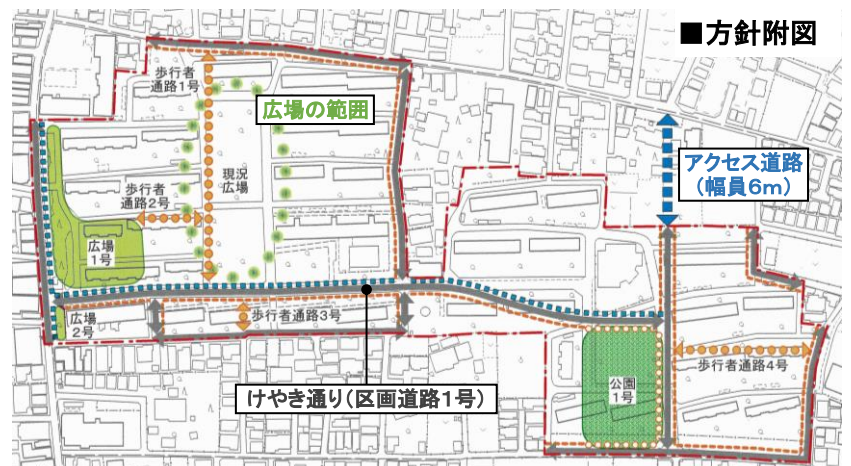 ■方針附図
歩行者
通路1号
広場の範囲
アクセス道路
(幅員6m)
現況
広場
歩行者
通路2号
広場
1号
広場
2号
歩行者通路3号
歩行者通路4号
公園
1号
けやき通り(区画道路1号)